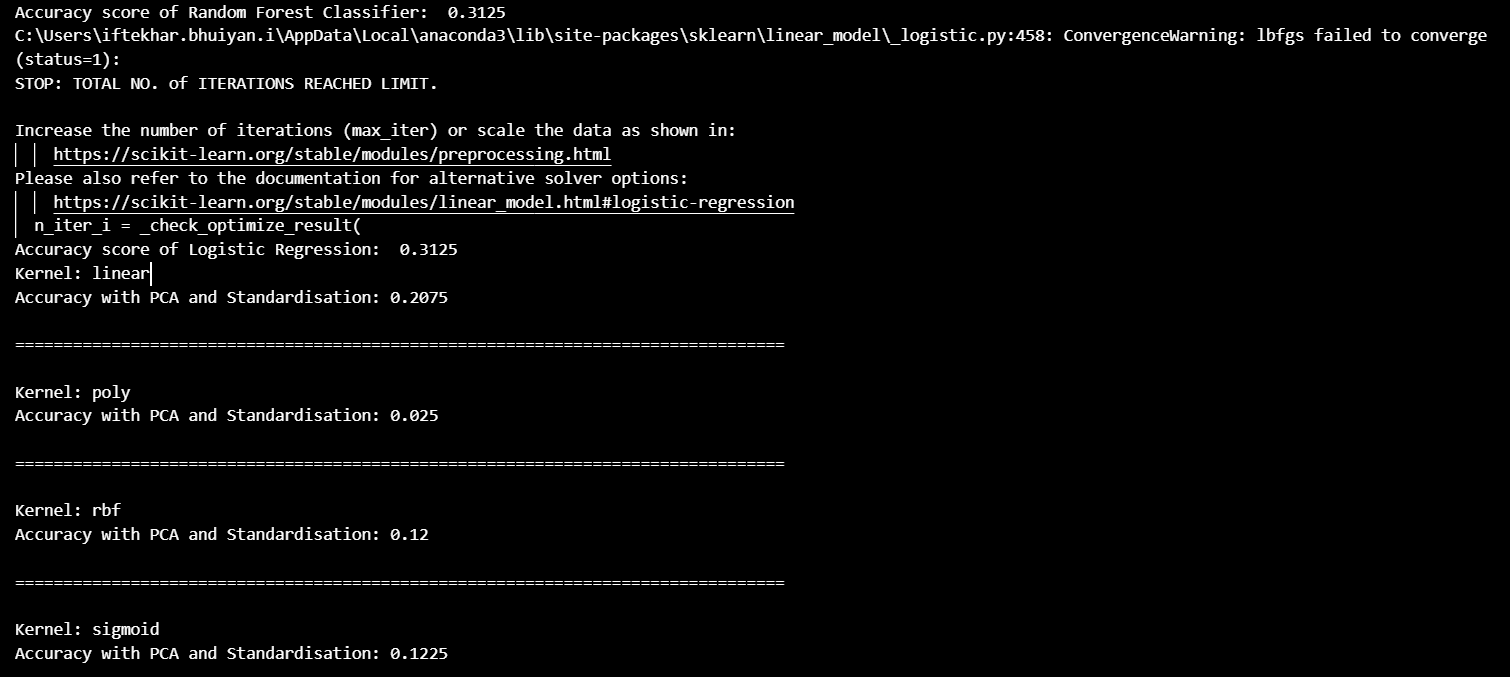 Accuracy score of Random Forest Classifier:  0.3125
C:\Users\iftekhar.bhuiyan.i\AppData\Local\anaconda3\lib\site-packages\sklearn\linear_model\_logistic.py:458: ConvergenceWarning: lbfgs failed to converge
(status=1):
STOP: TOTAL NO. of ITERATIONS REACHED LIMIT.
Increase the number of iterations (max_iter) or scale the data as shown in:
https://scikit-learn.org/stable/modules/preprocessing.html
Please also refer to the documentation for alternative solver options:
https://scikit-learn.org/stable/modules/linear_model.html#logistic-regression
n_iter_i = _check_optimize_result(
Accuracy score of Logistic Regression:  0.3125
Kernel: linear
Accuracy with PCA and Standardisation: 0.2075
================================================================================
Kernel: poly
Accuracy with PCA and Standardisation: 0.025
================================================================================
Kernel: rbf
Accuracy with PCA and Standardisation: 0.12
================================================================================
Kernel: sigmoid
Accuracy with PCA and Standardisation: 0.1225